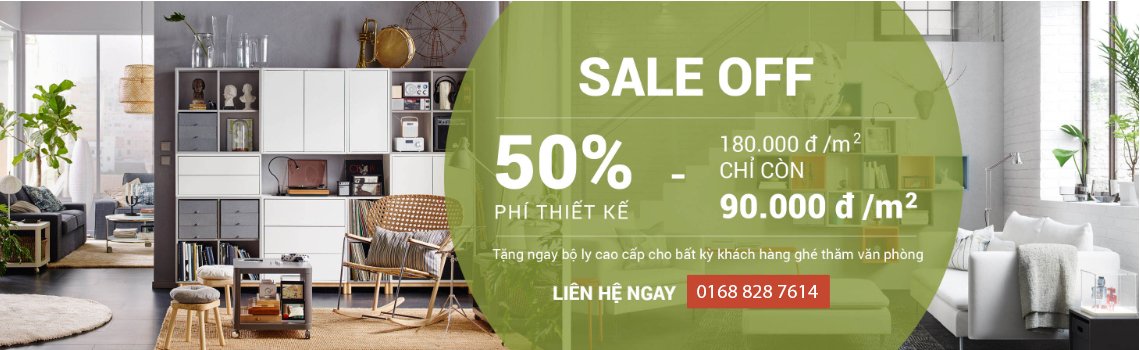 SALE OFF
50%
PHÍ THIẾT KẾ
-
180.000 đ /m²
CHỈ CÒN
90.000 đ /m²
Tặng ngay bộ ly cao cấp cho bất kỳ khách hàng ghé thăm văn phòng
LIÊN HỆ NGAY 0168 828 7614